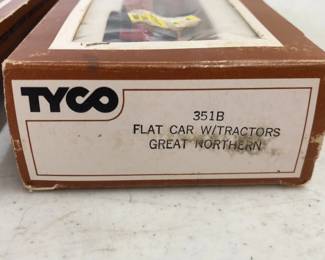 TYCO
351B
FLAT CAR W/TRACTORS
GREAT NORTHERN